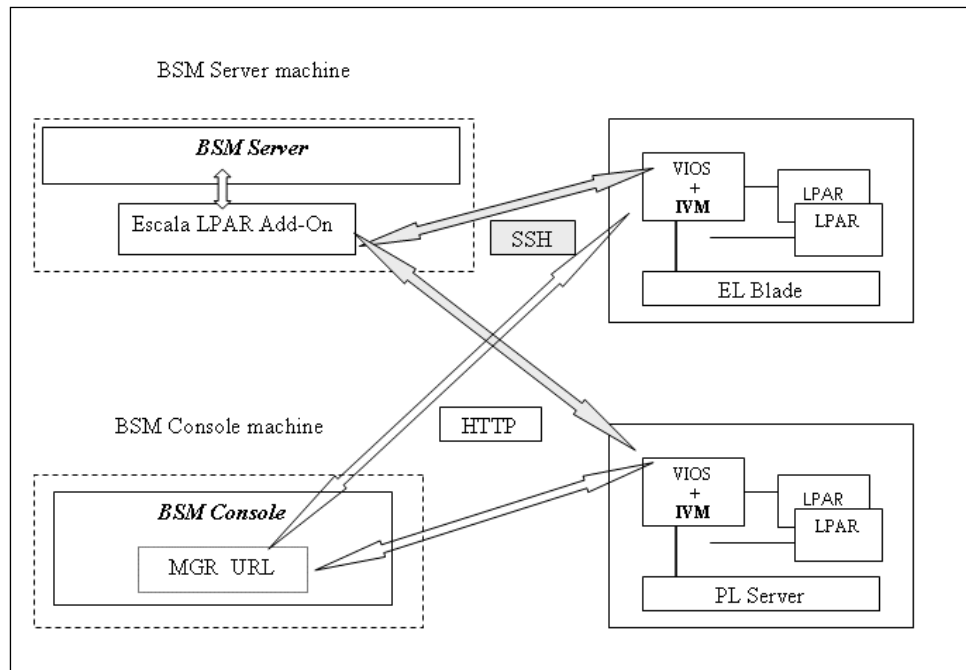 BSM Server machine
BSM Server
Escala LPAR Add-On
SSH
VIOS
+
IVM
LPAR
LPAR
EL Blade
BSM Console machine
HTTP
BSM Console
MGR URL
VIOS
+
IVM
LPAR
LPAR
PL Server